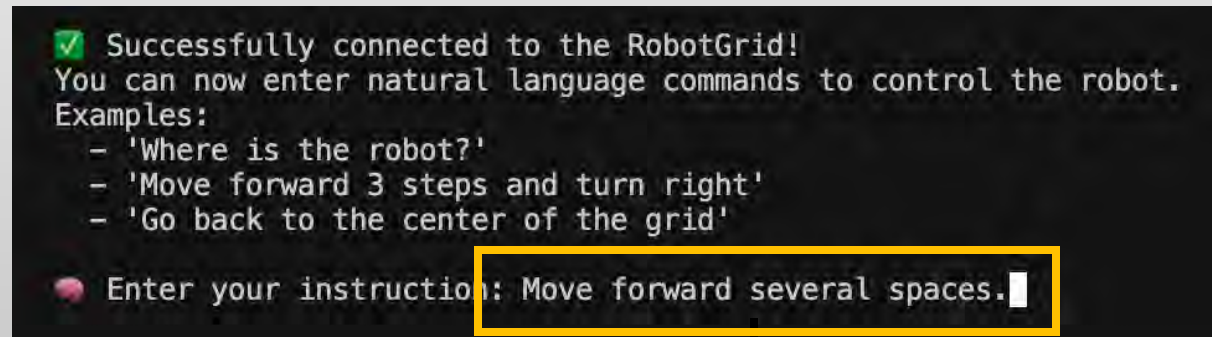 ✅ Successfully connected to the RobotGrid!
You can now enter natural language commands to control the robot.
Examples:
- 'Where is the robot?'
- 'Move forward 3 steps and turn right'
- 'Go back to the center of the grid'
🧠 Enter your instruction: Move forward several spaces.